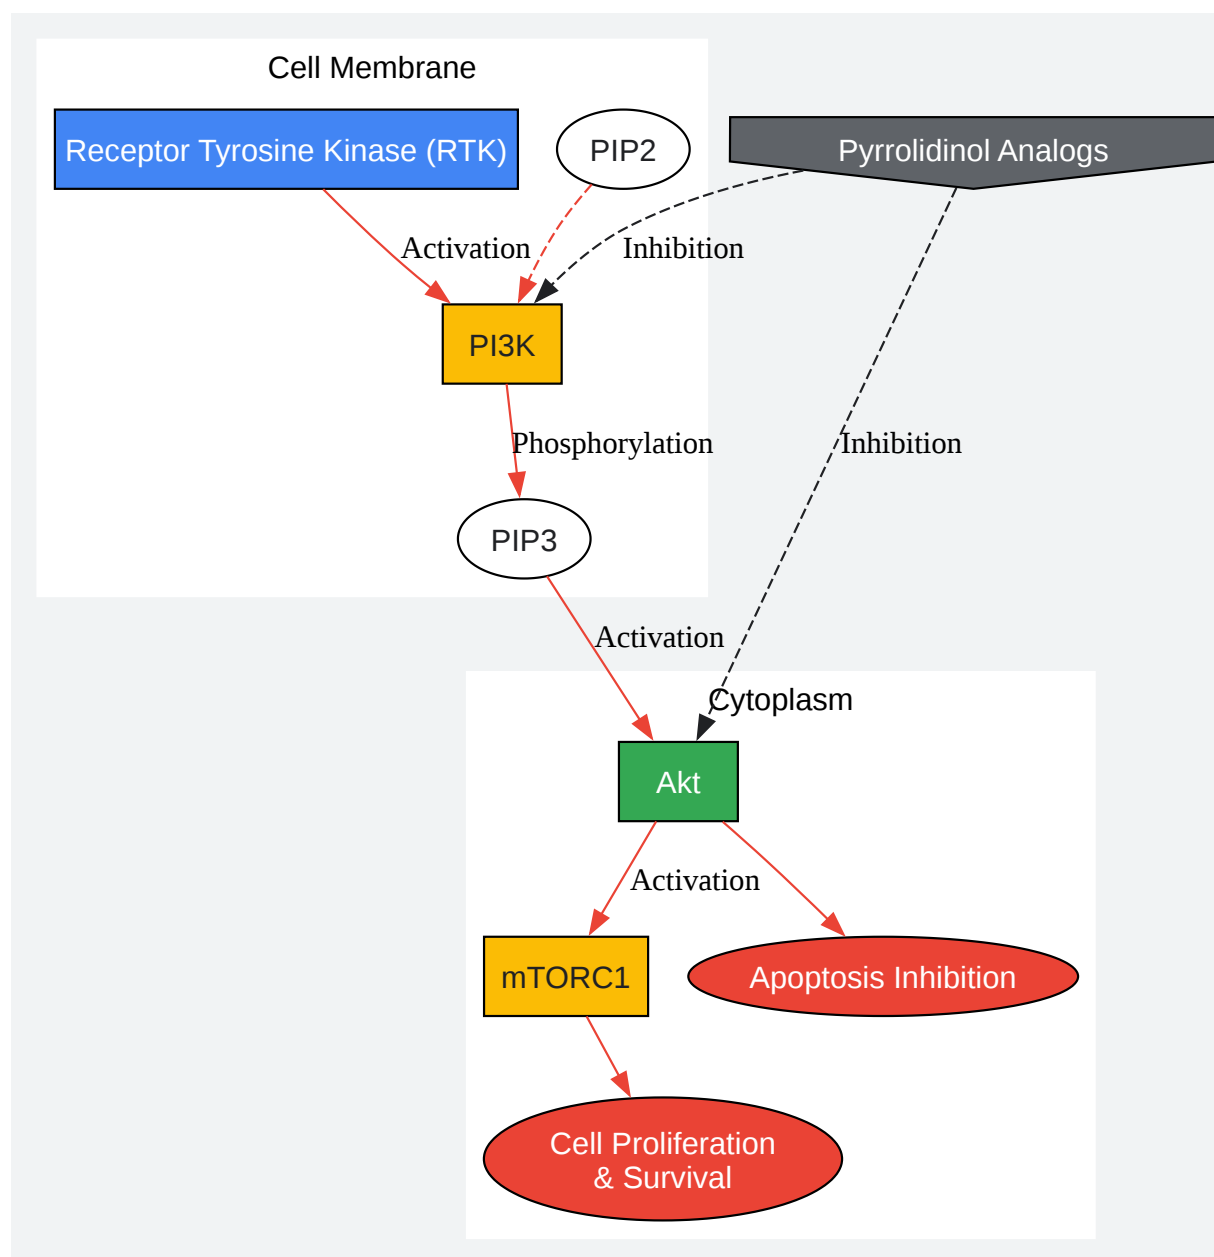 Cell Membrane
Receptor Tyrosine Kinase (RTK)
PIP2
Pyrrolidinol Analogs
Activation
Inhibition
PI3K
Phosphorylation
Inhibition
PIP3
Activation
Cytoplasm
Akt
Activation
mTORC1
Apoptosis Inhibition
Cell Proliferation
& Survival